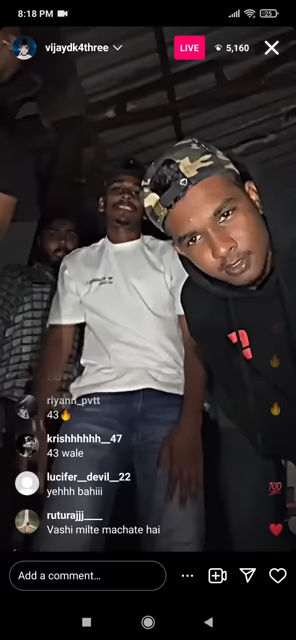 8:18 PM
25
vijaydk4three
LIVE
5,160
riyann_pvtt
43🔥
krishhhhhh__47
43 wale
lucifer__devil__22
yehhh bahiii
ruturajjj____
Vashi milte machate hai
💯
Add a comment...